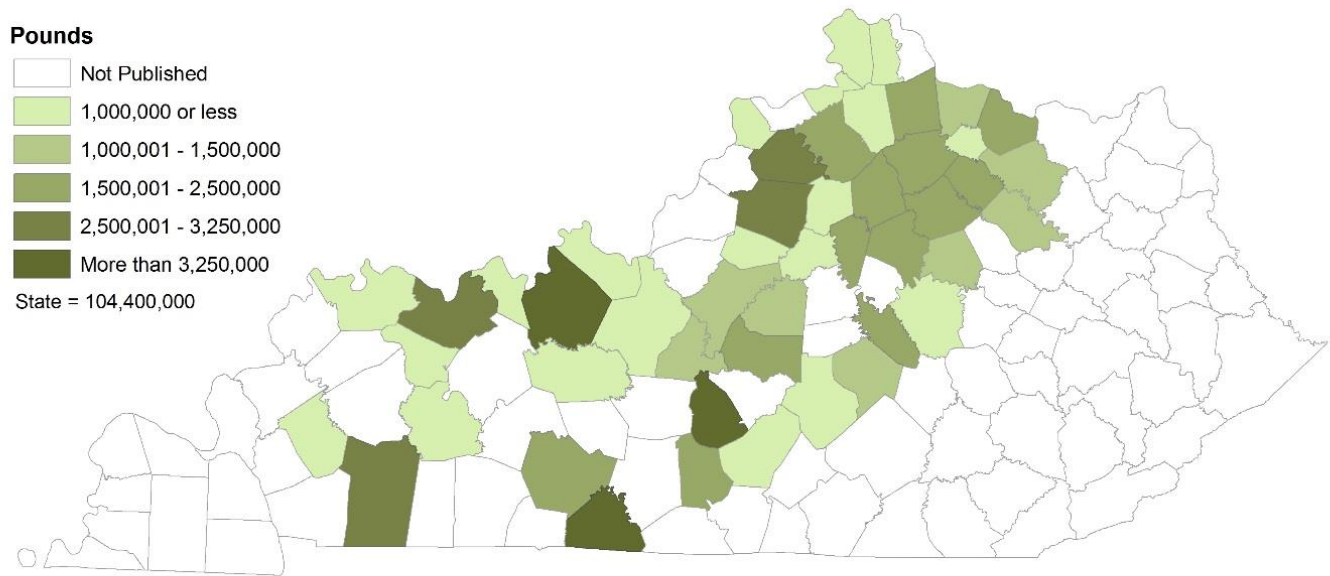 Pounds
Not Published
1,000,000 or less
1,000,001 - 1,500,000
1,500,001 - 2,500,000
2,500,001 - 3,250,000
More than 3,250,000
State = 104,400,000